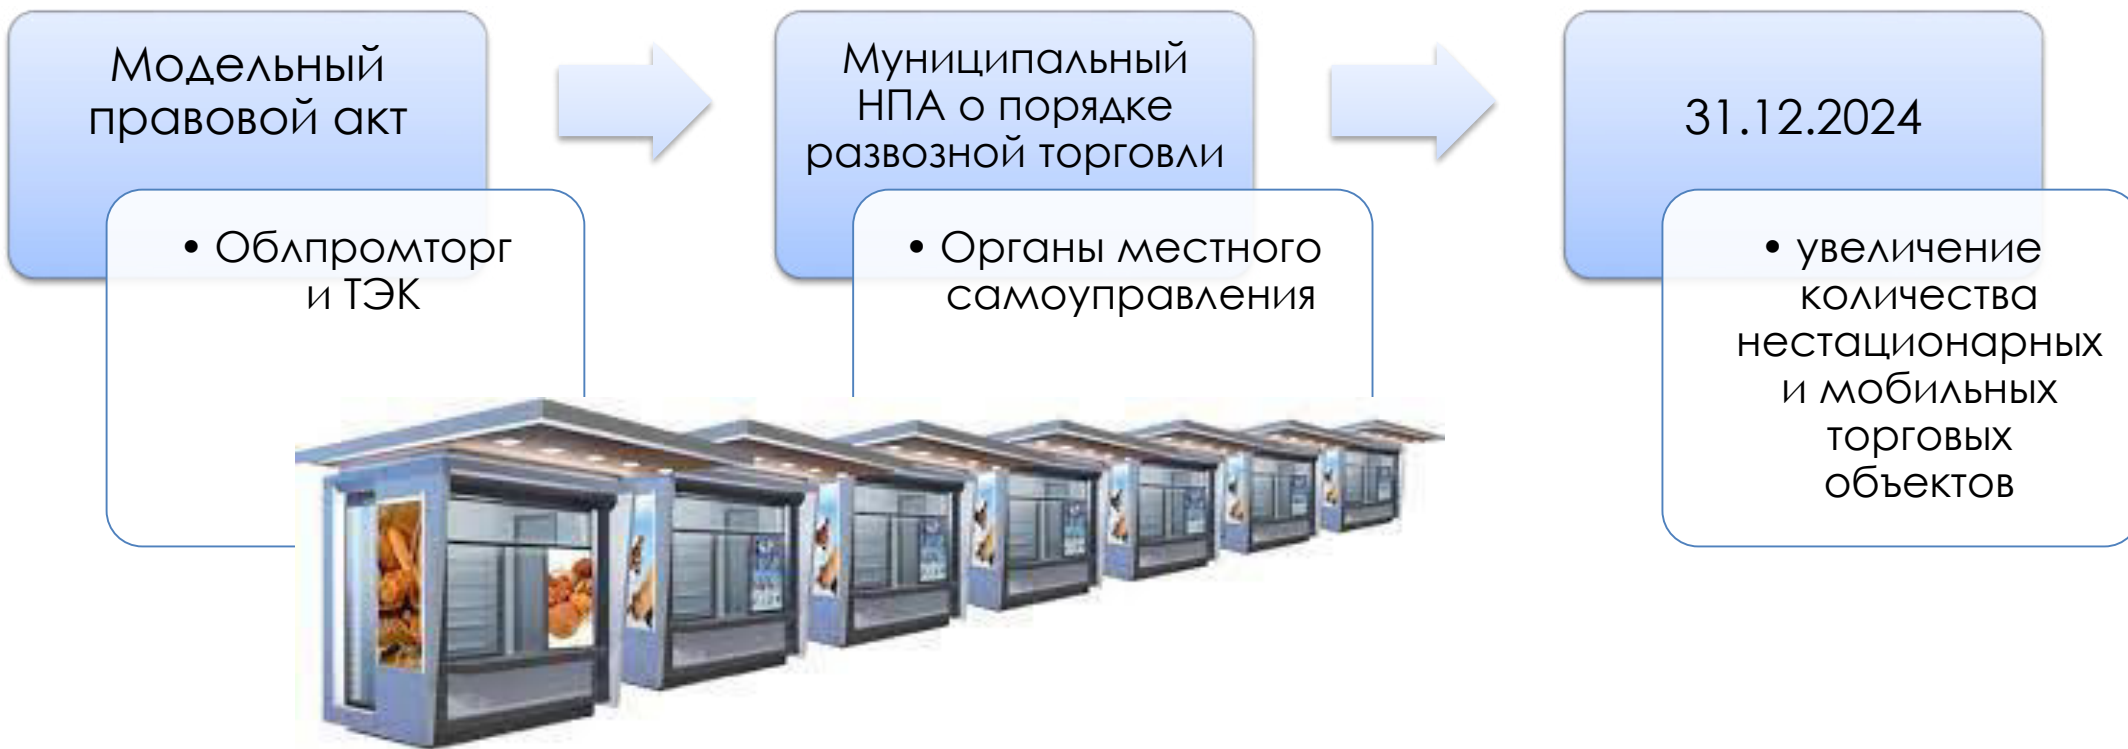 Модельный
правовой акт
• Облпромторг
и ТЭК
Муниципальный
НПА о порядке
развозной торговли
• Органы местного
самоуправления
31.12.2024
• увеличение
количества
нестационарных
и мобильных
торговых
объектов